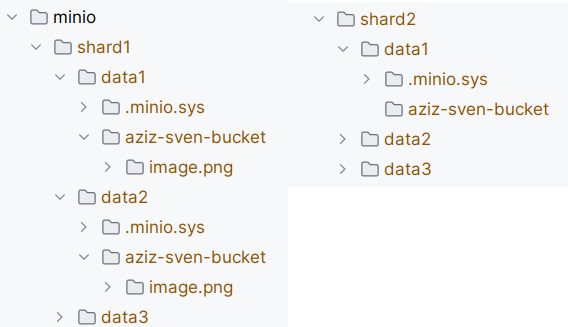 minio
shard1
data1
.minio.sys
aziz-sven-bucket
image.png
data2
.minio.sys
aziz-sven-bucket
image.png
data3
shard2
data1
.minio.sys
aziz-sven-bucket
data2
data3